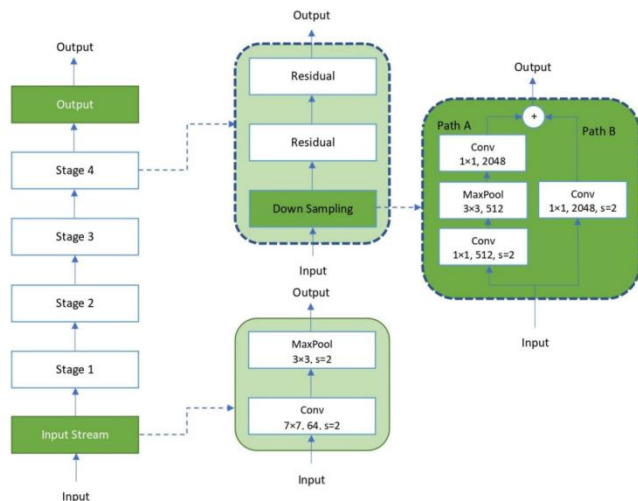 Output
Output
Stage 4
Stage 3
Stage 2
Stage 1
Input Stream
Input
Output
Residual
Residual
Down Sampling
Input
Output
MaxPool
3×3, s=2
Conv
7×7, 64, s=2
Input
Output
+
Path A
Path B
Conv
1×1, 2048
MaxPool
3×3, 512
Conv
1×1, 512, s=2
Conv
1×1, 2048, s=2
Input